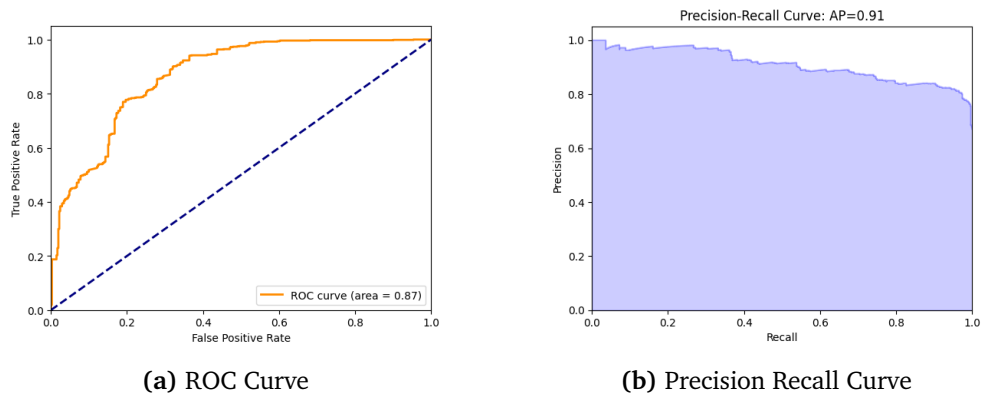 1.0
0.8
0.6
0.4
0.2
0.0
0.0 0.2 0.4 0.6 0.8 1.0
True Positive Rate
False Positive Rate
ROC curve (area = 0.87)
(a) ROC Curve
Precision-Recall Curve: AP=0.91
1.0
0.8
0.6
0.4
0.2
0.0
0.0 0.2 0.4 0.6 0.8 1.0
Precision
Recall
(b) Precision Recall Curve